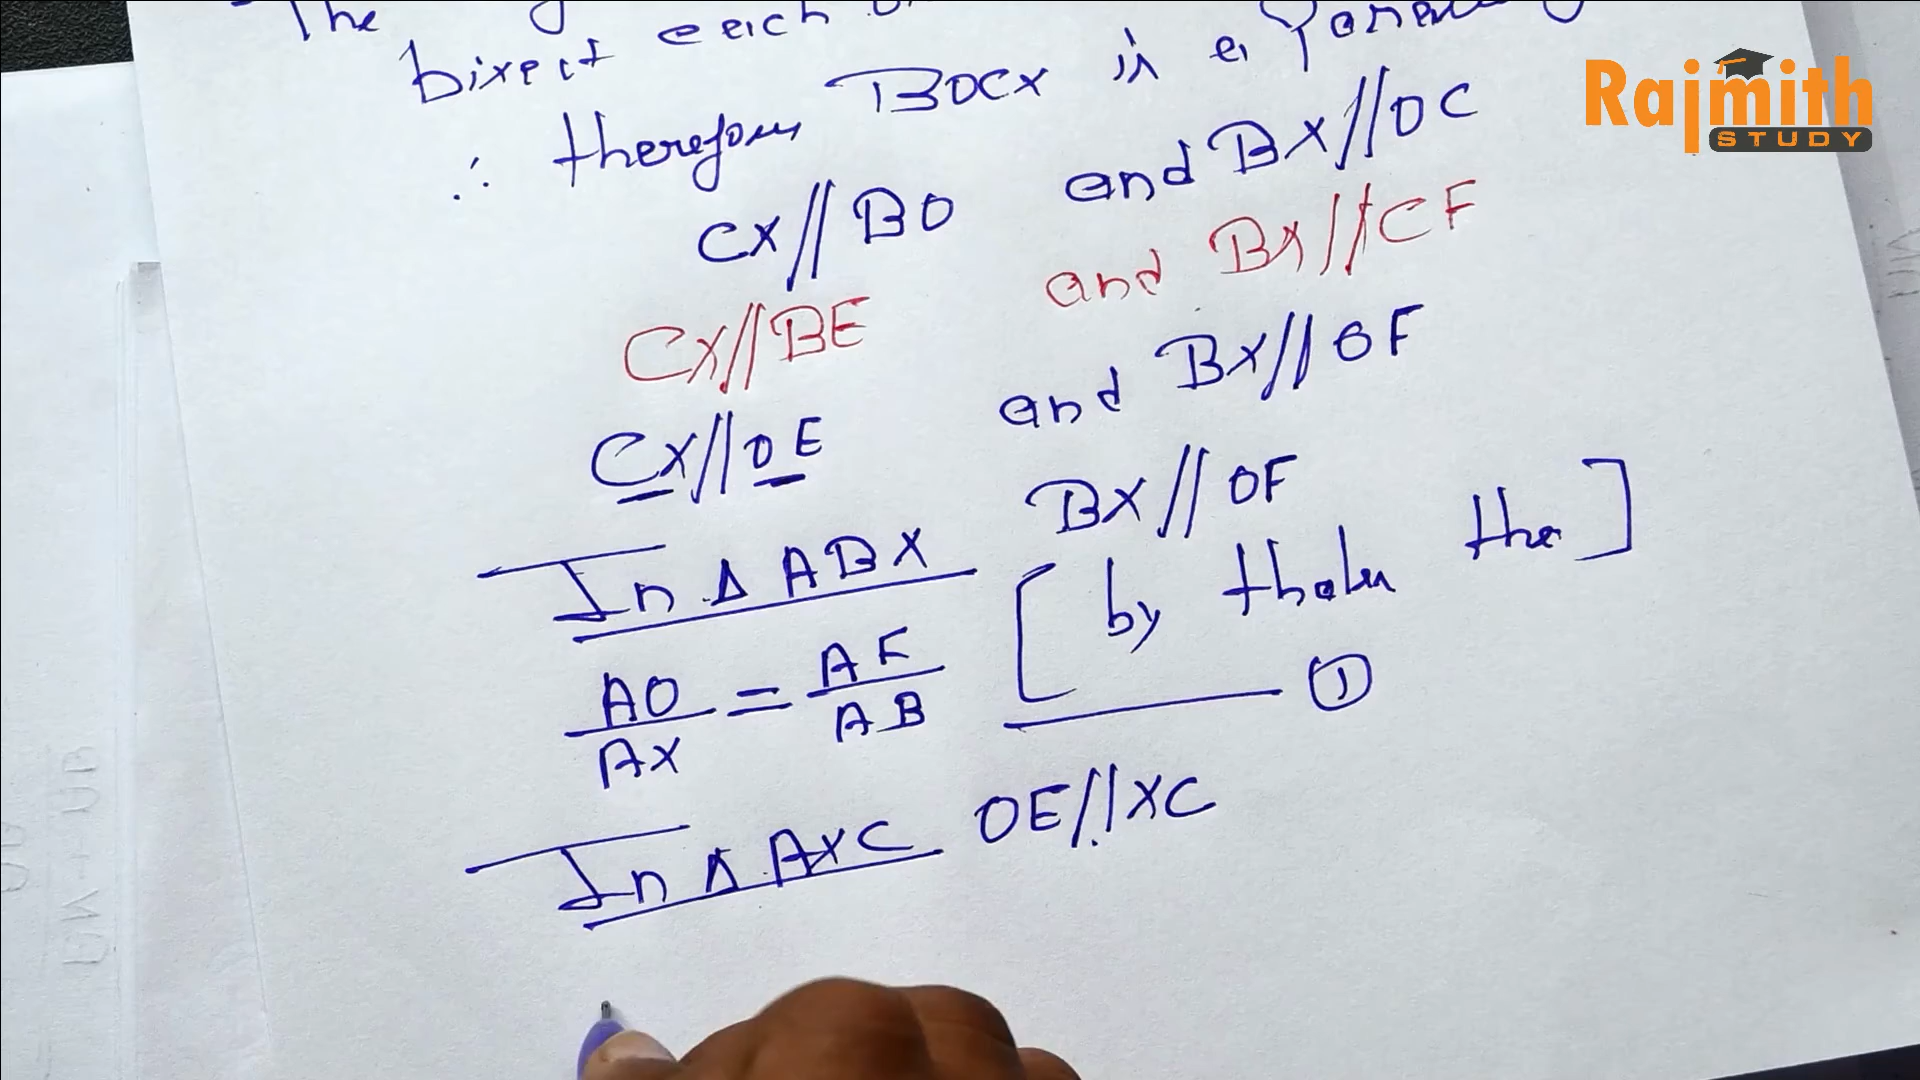 The
bisect each
∴ therefore BOCX is a
CX // BO and BX // OC
CX // BE and BX // CF
CX // OE and BX // OF
In Δ ABX BX // OF
[by thales the]
AO/AX = AF/AB ——— ①
In Δ AXC OE // XC
Rajmith
STUDY